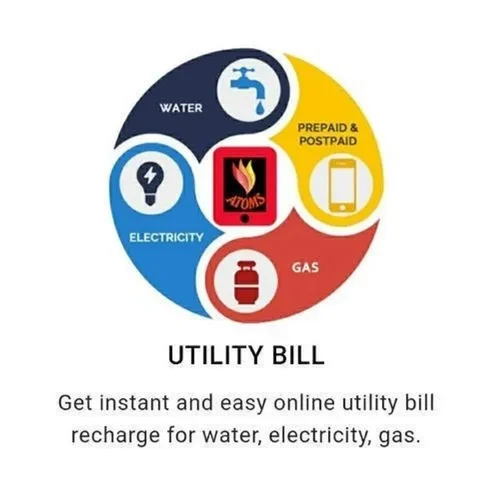 WATER
PREPAID &
POSTPAID
ATOMS
ELECTRICITY
GAS
UTILITY BILL
Get instant and easy online utility bill
recharge for water, electricity, gas.